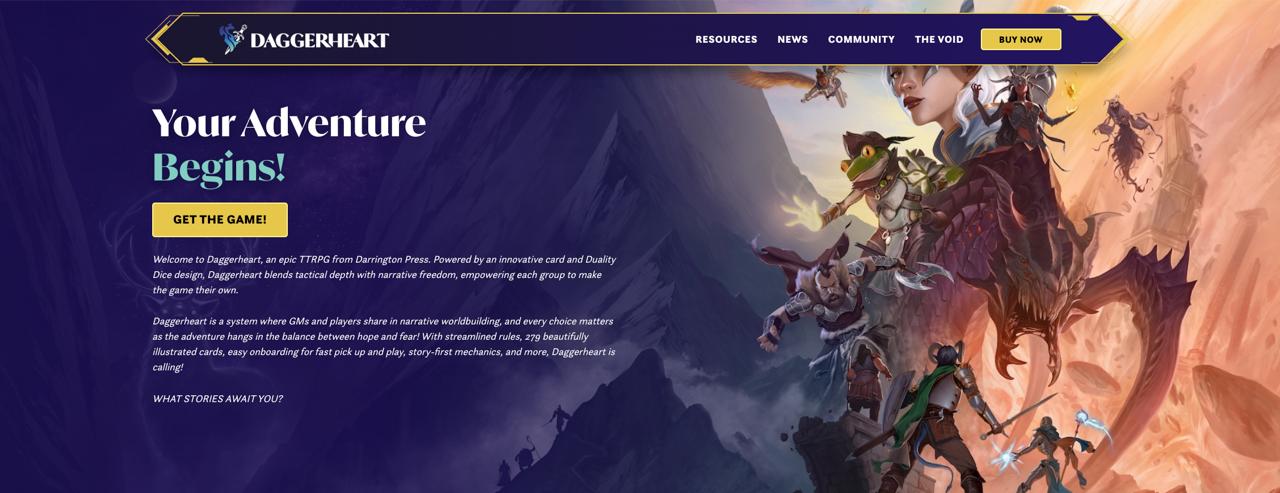 DAGGERHEART
RESOURCES NEWS COMMUNITY THE VOID BUY NOW
Your Adventure
Begins!
GET THE GAME!
Welcome to Daggerheart, an epic TTRPG from Darrington Press. Powered by an innovative card and Duality
Dice design, Daggerheart blends tactical depth with narrative freedom, empowering each group to make
the game their own.
Daggerheart is a system where GMs and players share in narrative worldbuilding, and every choice matters
as the adventure hangs in the balance between hope and fear! With streamlined rules, 279 beautifully
illustrated cards, easy onboarding for fast pick up and play, story-first mechanics, and more, Daggerheart is
calling!
WHAT STORIES AWAIT YOU?